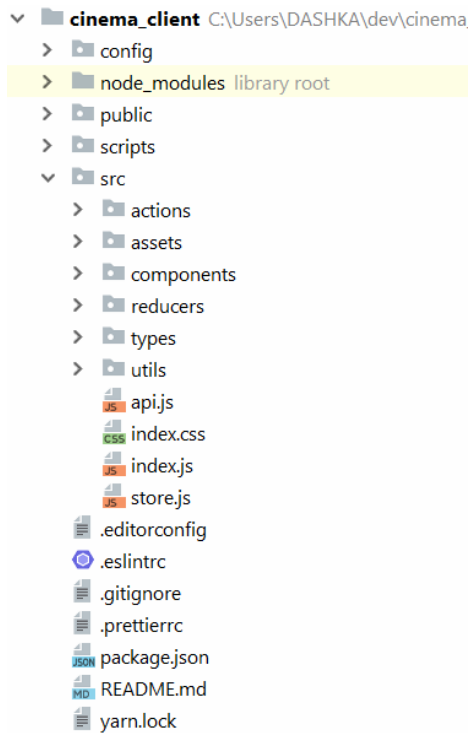 cinema_client C:\Users\DASHKA\dev\cinema_
config
node_modules library root
public
scripts
src
actions
assets
components
reducers
types
utils
JS api.js
CSS index.css
JS index.js
JS store.js
.editorconfig
.eslintrc
.gitignore
.prettierrc
JSON package.json
MD README.md
yarn.lock